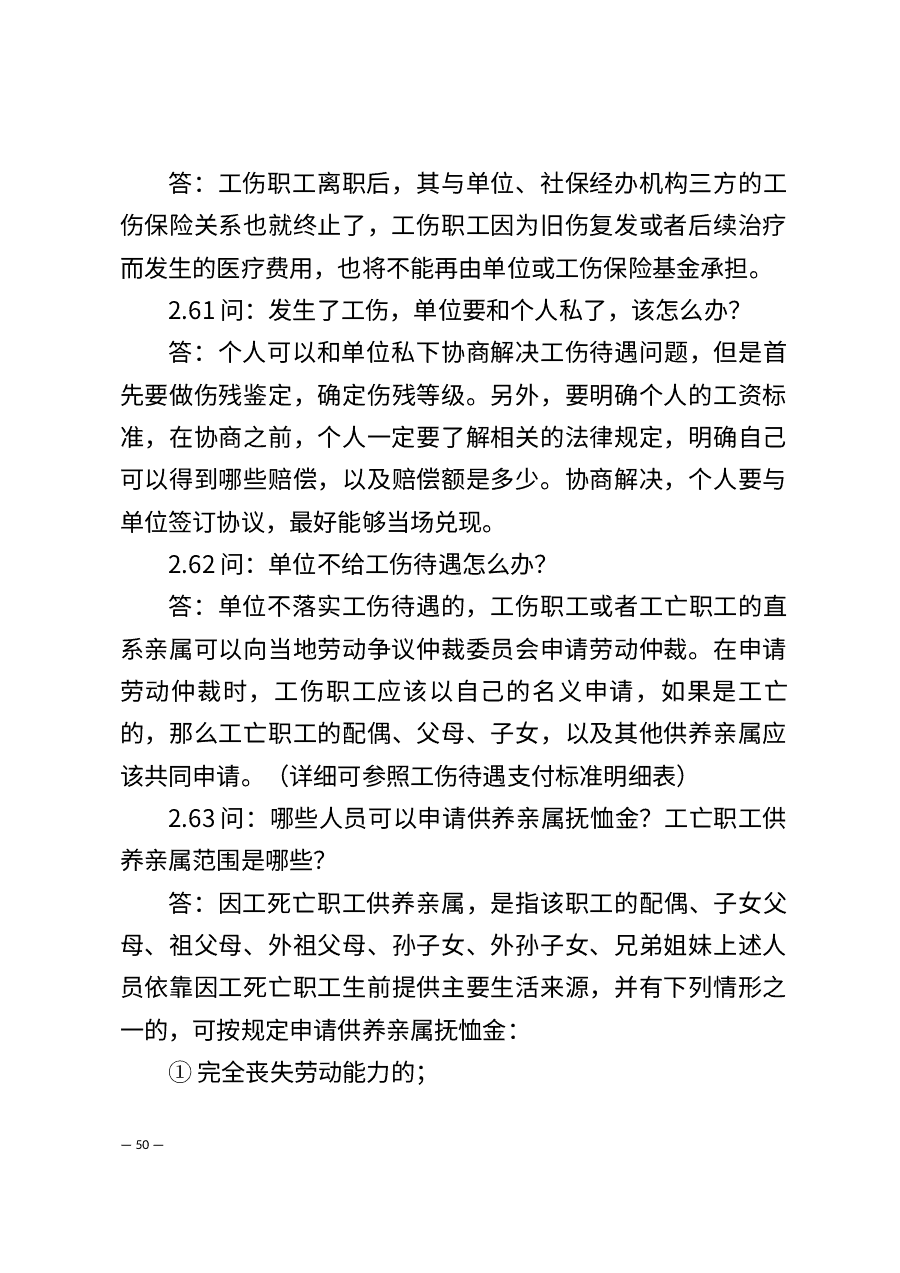 答：工伤职工离职后，其与单位、社保经办机构三方的工
伤保险关系也就终止了，工伤职工因为旧伤复发或者后续治疗
而发生的医疗费用，也将不能再由单位或工伤保险基金承担。
2.61 问：发生了工伤，单位要和个人私了，该怎么办？
答：个人可以和单位私下协商解决工伤待遇问题，但是首
先要做伤残鉴定，确定伤残等级。另外，要明确个人的工资标
准，在协商之前，个人一定要了解相关的法律规定，明确自己
可以得到哪些赔偿，以及赔偿额是多少。协商解决，个人要与
单位签订协议，最好能够当场兑现。
2.62 问：单位不给工伤待遇怎么办？
答：单位不落实工伤待遇的，工伤职工或者工亡职工的直
系亲属可以向当地劳动争议仲裁委员会申请劳动仲裁。在申请
劳动仲裁时，工伤职工应该以自己的名义申请，如果是工亡
的，那么工亡职工的配偶、父母、子女，以及其他供养亲属应
该共同申请。（详细可参照工伤待遇支付标准明细表）
2.63 问：哪些人员可以申请供养亲属抚恤金？工亡职工供
养亲属范围是哪些？
答：因工死亡职工供养亲属，是指该职工的配偶、子女父
母、祖父母、外祖父母、孙子女、外孙子女、兄弟姐妹上述人
员依靠因工死亡职工生前提供主要生活来源，并有下列情形之
一的，可按规定申请供养亲属抚恤金：
① 完全丧失劳动能力的；
— 50 —